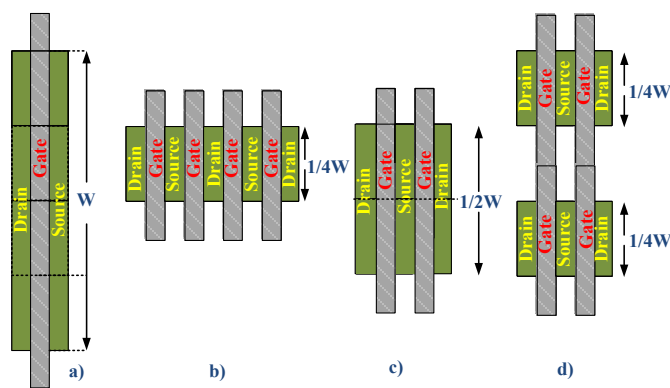 Drain
Gate
Source
W
a)
Drain
Gate
Source
Gate
Drain
Gate
Source
Gate
Drain
1/4W
b)
Drain
Gate
Source
Gate
Drain
1/2W
c)
Drain
Gate
Source
Gate
Drain
1/4W
Drain
Gate
Source
Gate
Drain
1/4W
d)